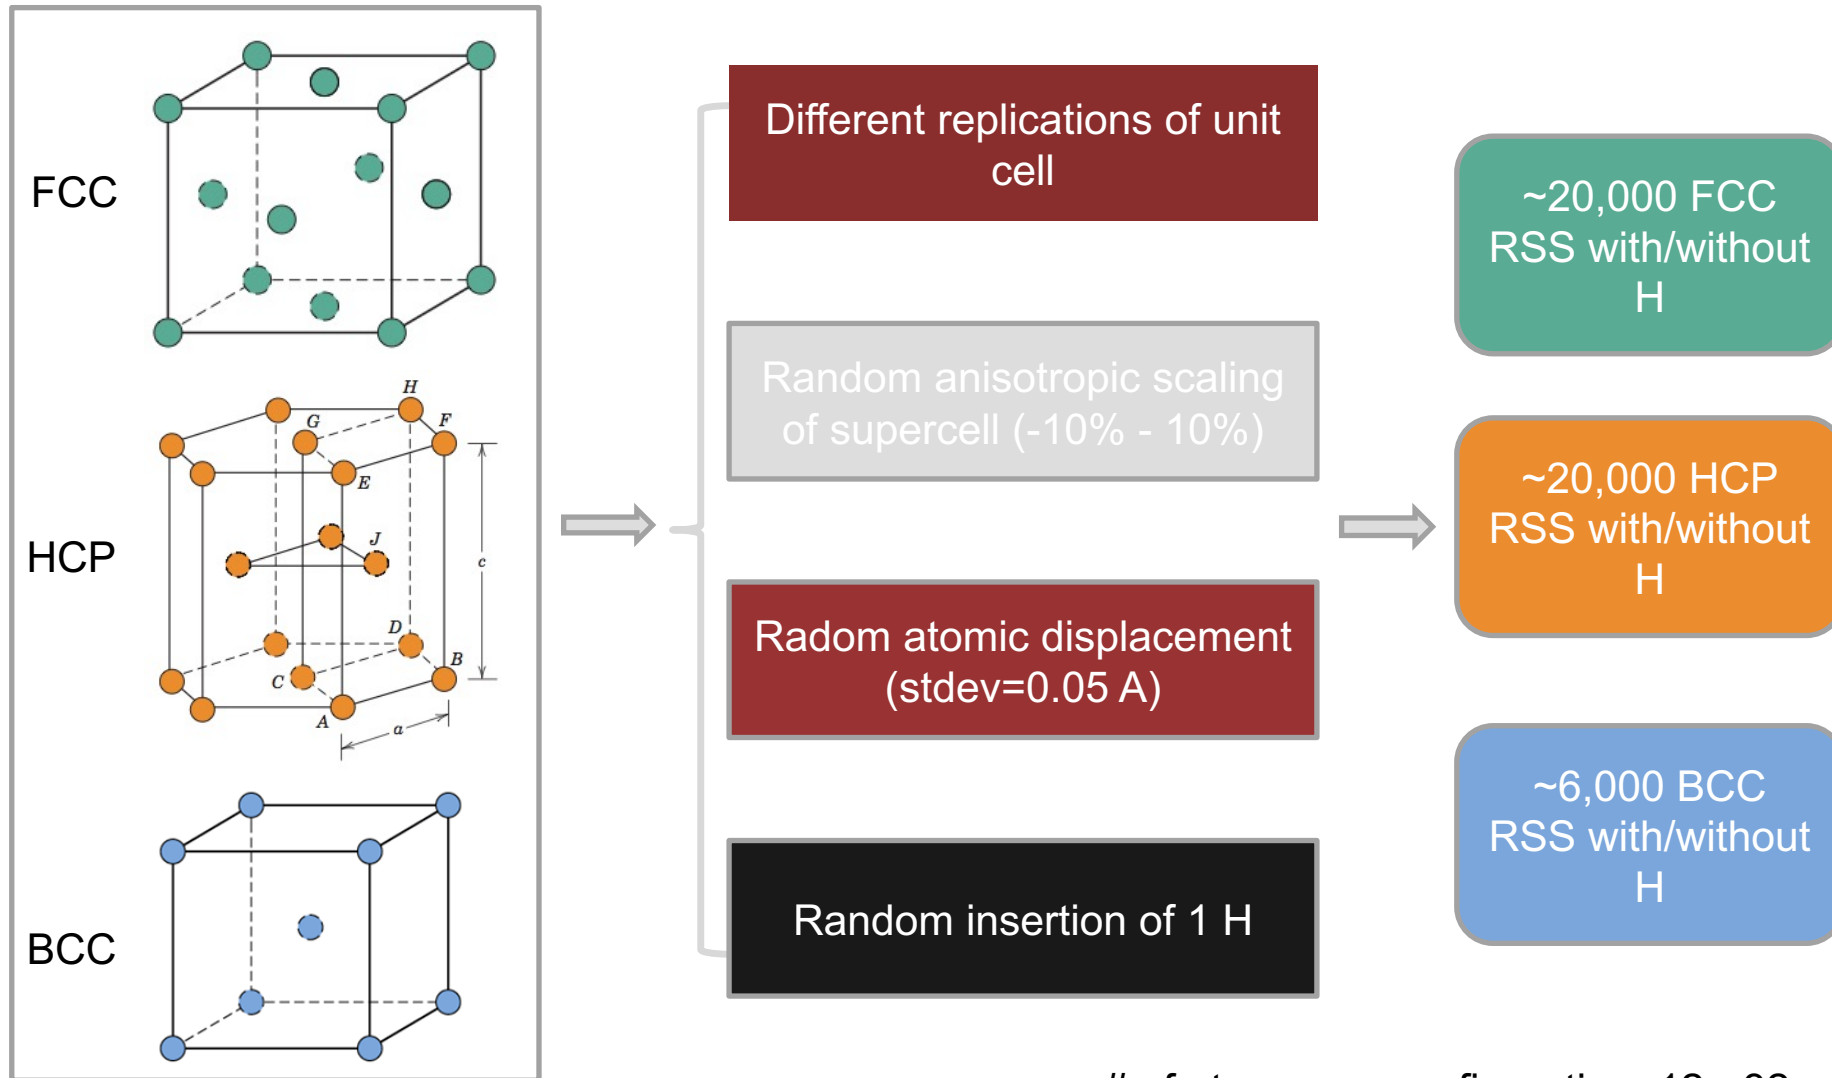 FCC
H
G
F
E
J
c
HCP
D
B
C
A
a
BCC
Different replications of unit
cell
Random anisotropic scaling
of supercell (-10% - 10%)
Radom atomic displacement
(stdev=0.05 A)
Random insertion of 1 H
~20,000 FCC
RSS with/without
H
~20,000 HCP
RSS with/without
H
~6,000 BCC
RSS with/without
H